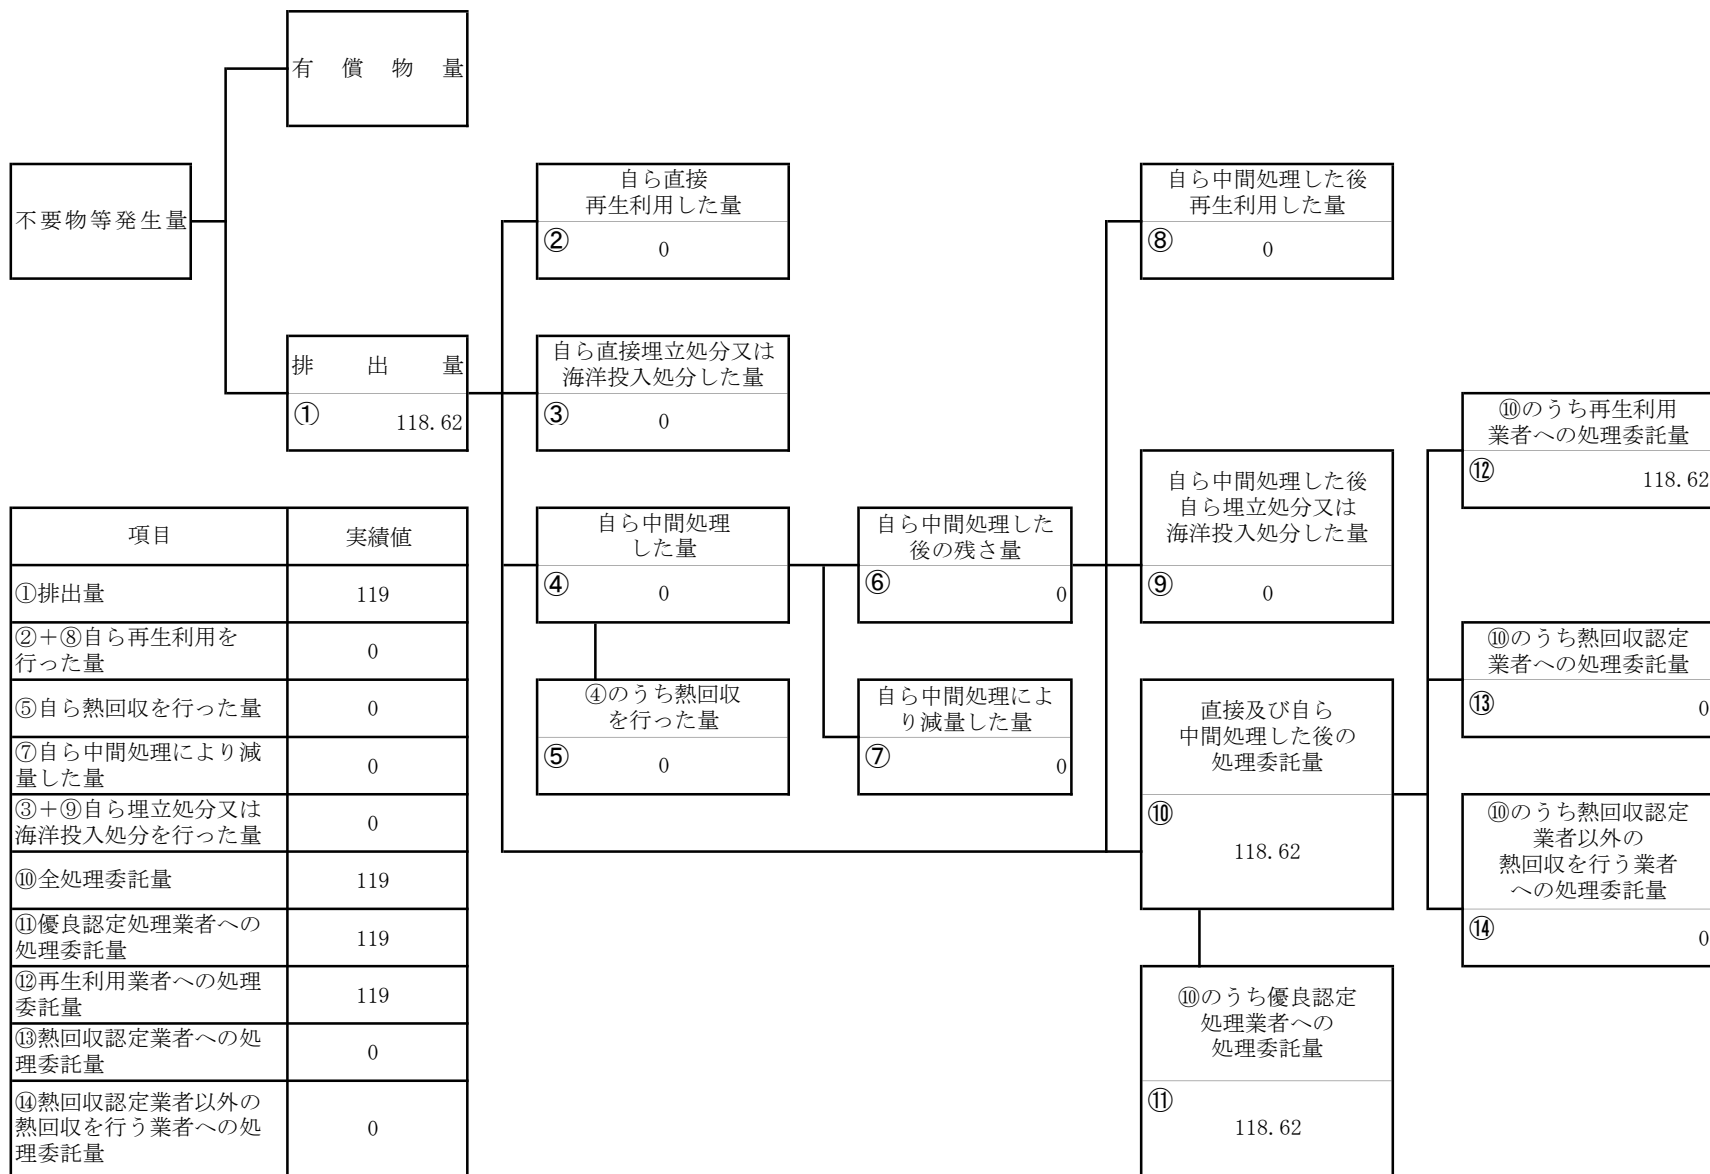 有償物量
不要物等発生量
自ら直接
再生利用した量
②
0
自ら中間処理した後
再生利用した量
⑧
0
排出量
①
118.62
自ら直接埋立処分又は
海洋投入処分した量
③
0
⑩のうち再生利用
業者への処理委託量
⑫
118.62
自ら中間処理
した量
④
0
自ら中間処理した
後の残さ量
⑥
0
自ら中間処理した後
自ら埋立処分又は
海洋投入処分した量
⑨
0
⑩のうち熱回収認定
業者への処理委託量
⑬
0
④のうち熱回収
を行った量
⑤
0
自ら中間処理によ
り減量した量
⑦
0
直接及び自ら
中間処理した後の
処理委託量
⑩
118.62
⑩のうち熱回収認定
業者以外の
熱回収を行う業者
への処理委託量
⑭
0
⑩のうち優良認定
処理業者への
処理委託量
⑪
118.62
項目 実績値
①排出量 119
②+⑧自ら再生利用を
行った量 0
⑤自ら熱回収を行った量 0
⑦自ら中間処理により減
量した量 0
③+⑨自ら埋立処分又は
海洋投入処分を行った量 0
⑩全処理委託量 119
⑪優良認定処理業者への
処理委託量 119
⑫再生利用業者への処理
委託量 119
⑬熱回収認定業者への処
理委託量 0
⑭熱回収認定業者以外の
熱回収を行う業者への処
理委託量 0